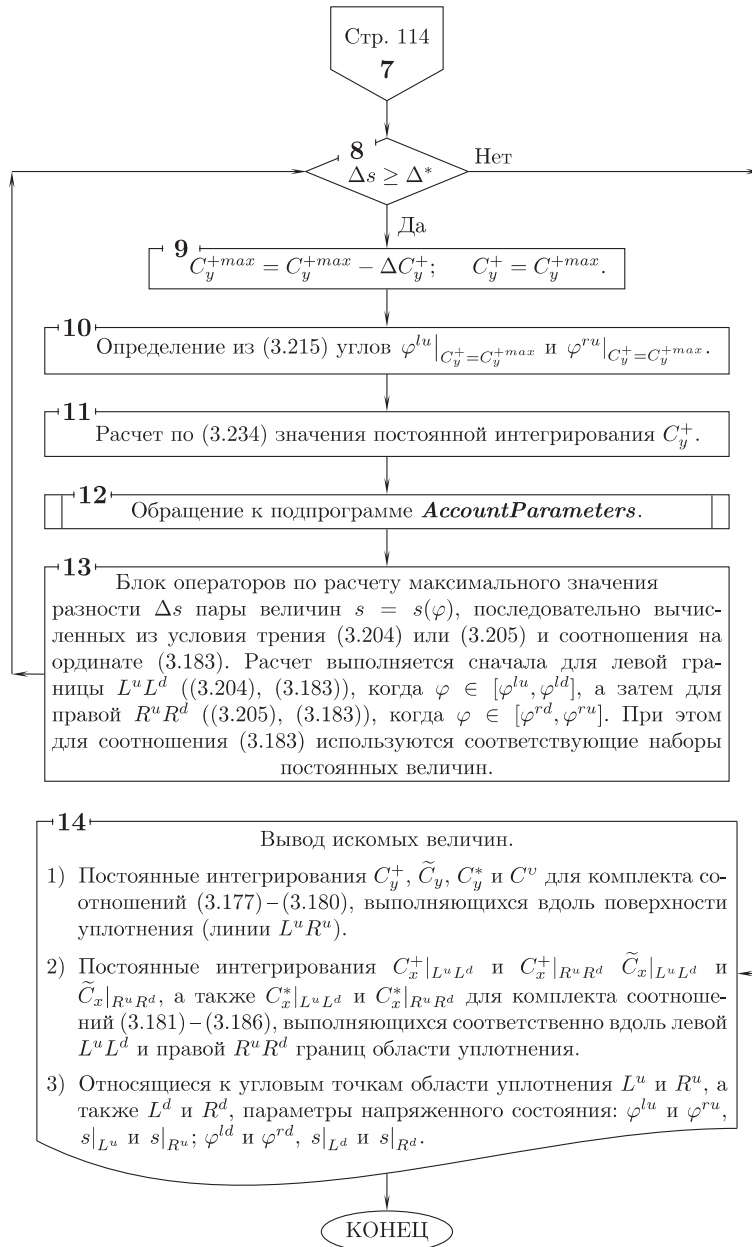 Стр. 114
7
8
Δs ≥ Δ*
Нет
Да
9
C_y^{+max} = C_y^{+max} − ΔC_y^+; C_y^+ = C_y^{+max}.
10
Определение из (3.215) углов φ^{lu}|_{C_y^+=C_y^{+max}} и φ^{ru}|_{C_y^+=C_y^{+max}}.
11
Расчет по (3.234) значения постоянной интегрирования C_y^+.
12
Обращение к подпрограмме AccountParameters.
13
Блок операторов по расчету максимального значения
разности Δs пары величин s = s(φ), последовательно вычис-
ленных из условия трения (3.204) или (3.205) и соотношения на
ординате (3.183). Расчет выполняется сначала для левой гра-
ницы L^uL^d ((3.204), (3.183)), когда φ ∈ [φ^{lu}, φ^{ld}], а затем для
правой R^uR^d ((3.205), (3.183)), когда φ ∈ [φ^{rd}, φ^{ru}]. При этом
для соотношения (3.183) используются соответствующие наборы
постоянных величин.
14
Вывод искомых величин.
1) Постоянные интегрирования C_y^+, C̃_y, C_y^* и C^υ для комплекта со-
отношений (3.177)–(3.180), выполняющихся вдоль поверхности
уплотнения (линии L^uR^u).
2) Постоянные интегрирования C_x^+|_{L^uL^d} и C_x^+|_{R^uR^d} C̃_x|_{L^uL^d} и
C̃_x|_{R^uR^d}, а также C_x^*|_{L^uL^d} и C_x^*|_{R^uR^d} для комплекта соотноше-
ний (3.181)–(3.186), выполняющихся соответственно вдоль левой
L^uL^d и правой R^uR^d границ области уплотнения.
3) Относящиеся к угловым точкам области уплотнения L^u и R^u, а
также L^d и R^d, параметры напряженного состояния: φ^{lu} и φ^{ru},
s|_{L^u} и s|_{R^u}; φ^{ld} и φ^{rd}, s|_{L^d} и s|_{R^d}.
КОНЕЦ